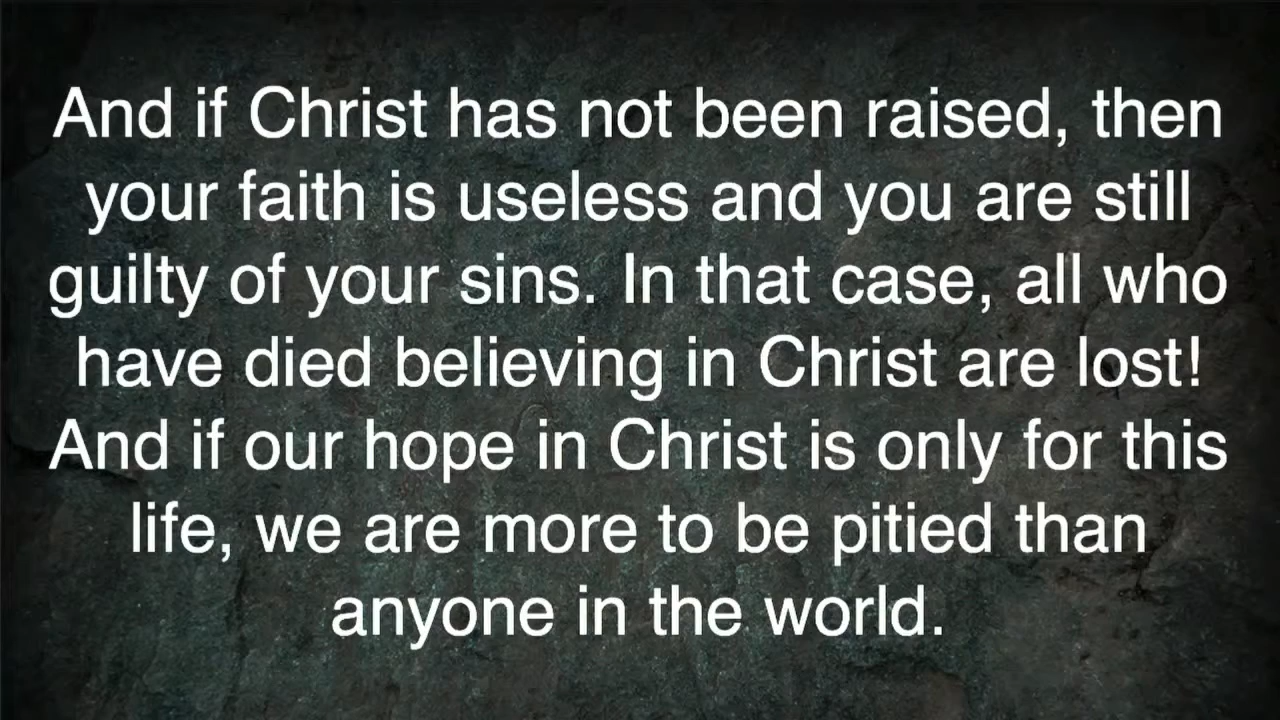 And if Christ has not been raised, then
your faith is useless and you are still
guilty of your sins. In that case, all who
have died believing in Christ are lost!
And if our hope in Christ is only for this
life, we are more to be pitied than
anyone in the world.